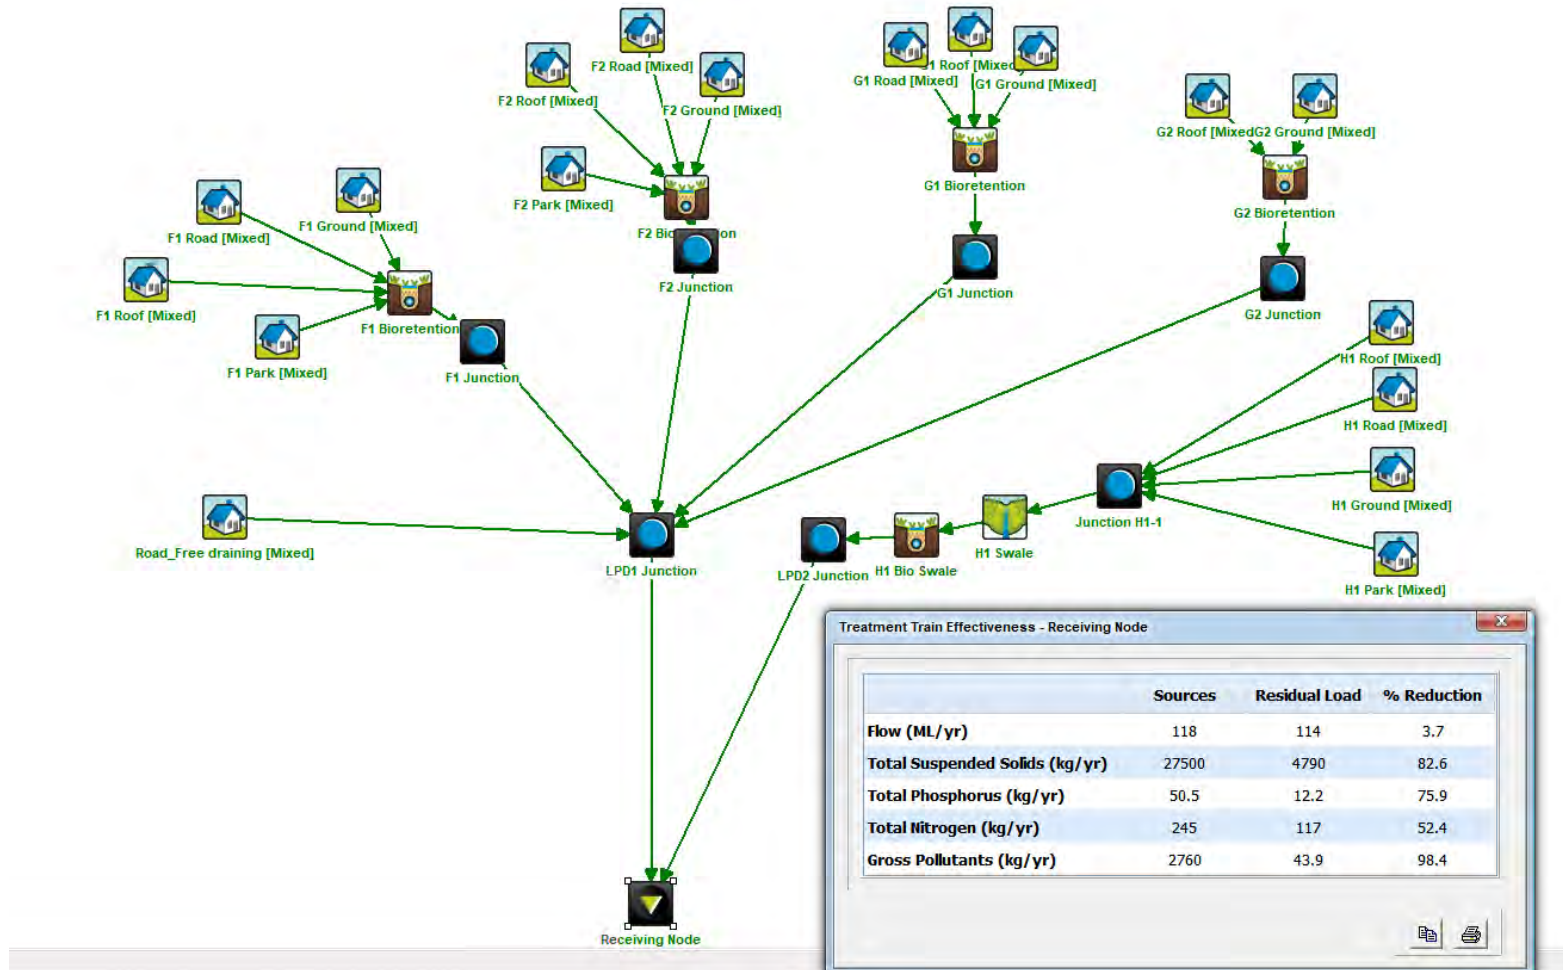 F2 Road [Mixed]
F2 Roof [Mixed]
F2 Ground [Mixed]
F2 Park [Mixed]
G1 Roof [Mixed]
G1 Road [Mixed]
G1 Ground [Mixed]
G1 Bioretention
G2 Roof [Mixed
G2 Ground [Mixed]
G2 Bioretention
F1 Ground [Mixed]
F1 Road [Mixed]
F1 Roof [Mixed]
F1 Bioretention
F1 Park [Mixed]
F1 Junction
F2 Junction
G1 Junction
G2 Junction
H1 Roof [Mixed]
H1 Road [Mixed]
H1 Ground [Mixed]
H1 Park [Mixed]
Junction H1-1
H1 Swale
H1 Bio Swale
LPD2 Junction
LPD1 Junction
Road_Free draining [Mixed]
Receiving Node
Treatment Train Effectiveness - Receiving Node
Sources Residual Load % Reduction
Flow (ML/yr) 118 114 3.7
Total Suspended Solids (kg/yr) 27500 4790 82.6
Total Phosphorus (kg/yr) 50.5 12.2 75.9
Total Nitrogen (kg/yr) 245 117 52.4
Gross Pollutants (kg/yr) 2760 43.9 98.4